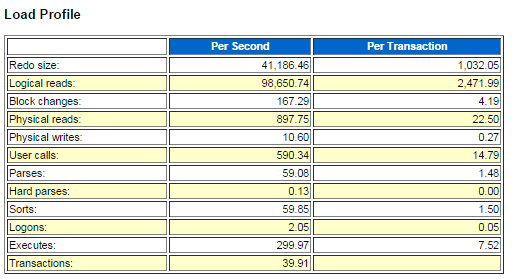 Load Profile
Per Second Per Transaction
Redo size: 41,186.46 1,032.05
Logical reads: 98,650.74 2,471.99
Block changes: 167.29 4.19
Physical reads: 897.75 22.50
Physical writes: 10.60 0.27
User calls: 590.34 14.79
Parses: 59.08 1.48
Hard parses: 0.13 0.00
Sorts: 59.85 1.50
Logons: 2.05 0.05
Executes: 299.97 7.52
Transactions: 39.91